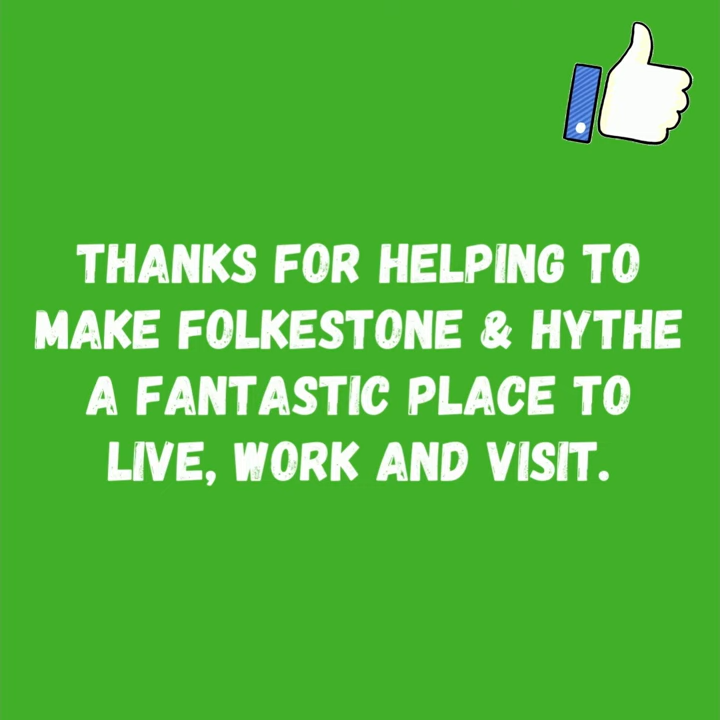 THANKS FOR HELPING TO
MAKE FOLKESTONE & HYTHE
A FANTASTIC PLACE TO
LIVE, WORK AND VISIT.